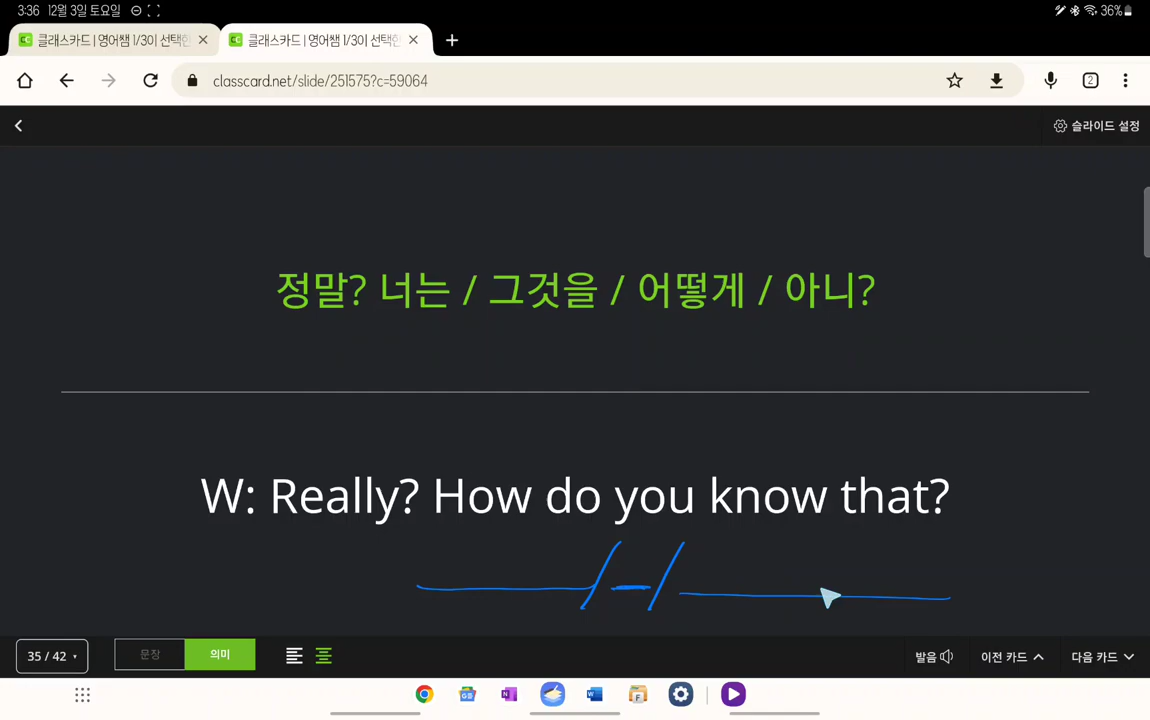 3:36 12월 3일 토요일 36%
클래스카드 | 영어쌤 1/30| 선택한 클래스카드 | 영어쌤 1/30| 선택한
classcard.net/slide/251575?c=59064 2
슬라이드 설정
정말? 너는 / 그것을 / 어떻게 / 아니?
W: Really? How do you know that?
35 / 42 문장 의미 발음 이전 카드 다음 카드